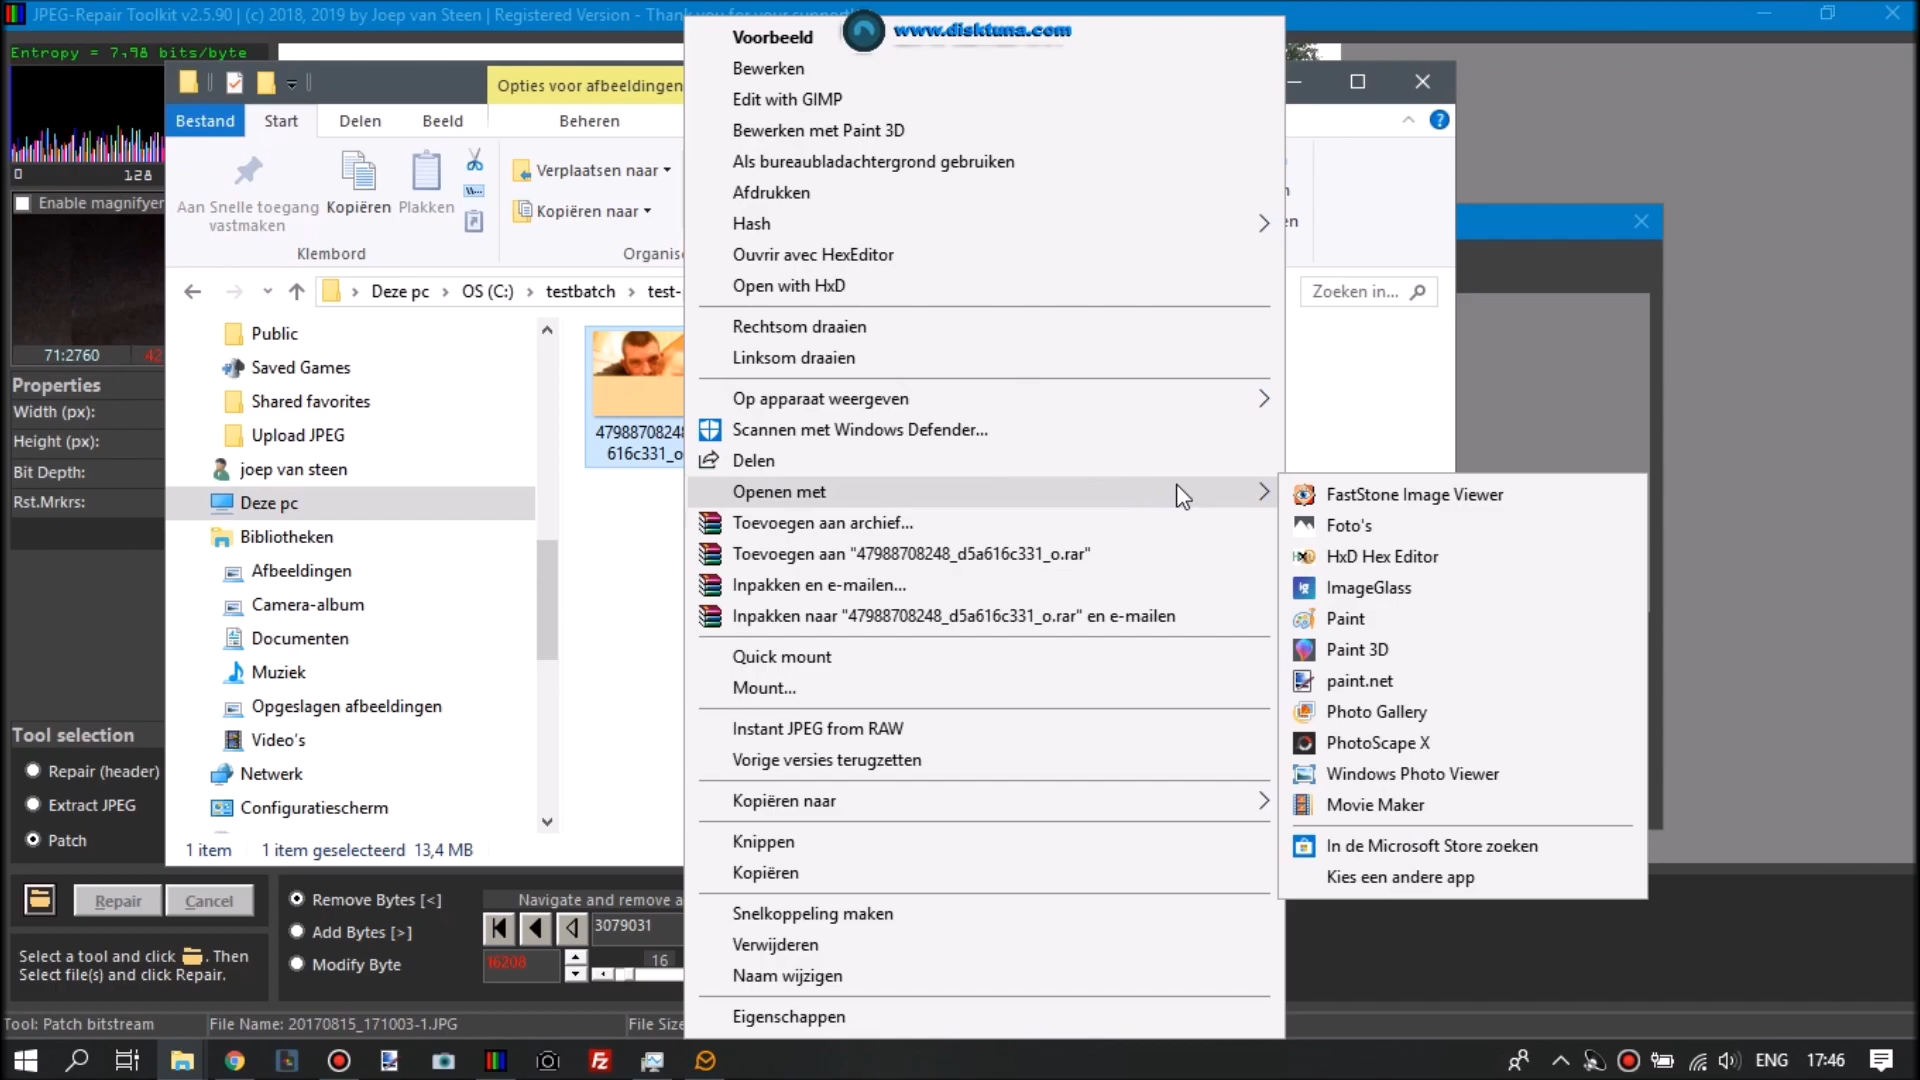 JPEG-Repair Toolkit v2.5.90 | (c) 2018, 2019 by Joep van Steen | Registered Version - Thank you for your support!
www.disktuna.com
Entropy = 7,98 bits/byte
0 128
Enable magnifyer
71:2760 42
Properties
Width (px):
Height (px):
Bit Depth:
Rst.Mrkrs:
Tool selection
Repair (header)
Extract JPEG
Patch
Repair Cancel
Select a tool and click . Then
Select file(s) and click Repair.
Remove Bytes [<]
Add Bytes [>]
Modify Byte
Navigate and remove a
3079031
16208
16
Tool: Patch bitstream
File Name: 20170815_171003-1.JPG
File Size
Opties voor afbeeldingen
Bestand Start Delen Beeld Beheren
Aan Snelle toegang
vastmaken
Kopiëren
Plakken
Klembord
Verplaatsen naar
Kopiëren naar
Organise
Deze pc OS (C:) testbatch test-
Zoeken in...
Public
Saved Games
Shared favorites
Upload JPEG
joep van steen
Deze pc
Bibliotheken
Afbeeldingen
Camera-album
Documenten
Muziek
Opgeslagen afbeeldingen
Video's
Netwerk
Configuratiescherm
4798870824
616c331_o
1 item 1 item geselecteerd 13,4 MB
Voorbeeld
Bewerken
Edit with GIMP
Bewerken met Paint 3D
Als bureaubladachtergrond gebruiken
Afdrukken
Hash
Ouvrir avec HexEditor
Open with HxD
Rechtsom draaien
Linksom draaien
Op apparaat weergeven
Scannen met Windows Defender...
Delen
Openen met
Toevoegen aan archief...
Toevoegen aan "47988708248_d5a616c331_o.rar"
Inpakken en e-mailen...
Inpakken naar "47988708248_d5a616c331_o.rar" en e-mailen
Quick mount
Mount...
Instant JPEG from RAW
Vorige versies terugzetten
Kopiëren naar
Knippen
Kopiëren
Snelkoppeling maken
Verwijderen
Naam wijzigen
Eigenschappen
FastStone Image Viewer
Foto's
HxD Hex Editor
ImageGlass
Paint
Paint 3D
paint.net
Photo Gallery
PhotoScape X
Windows Photo Viewer
Movie Maker
In de Microsoft Store zoeken
Kies een andere app
ENG 17:46